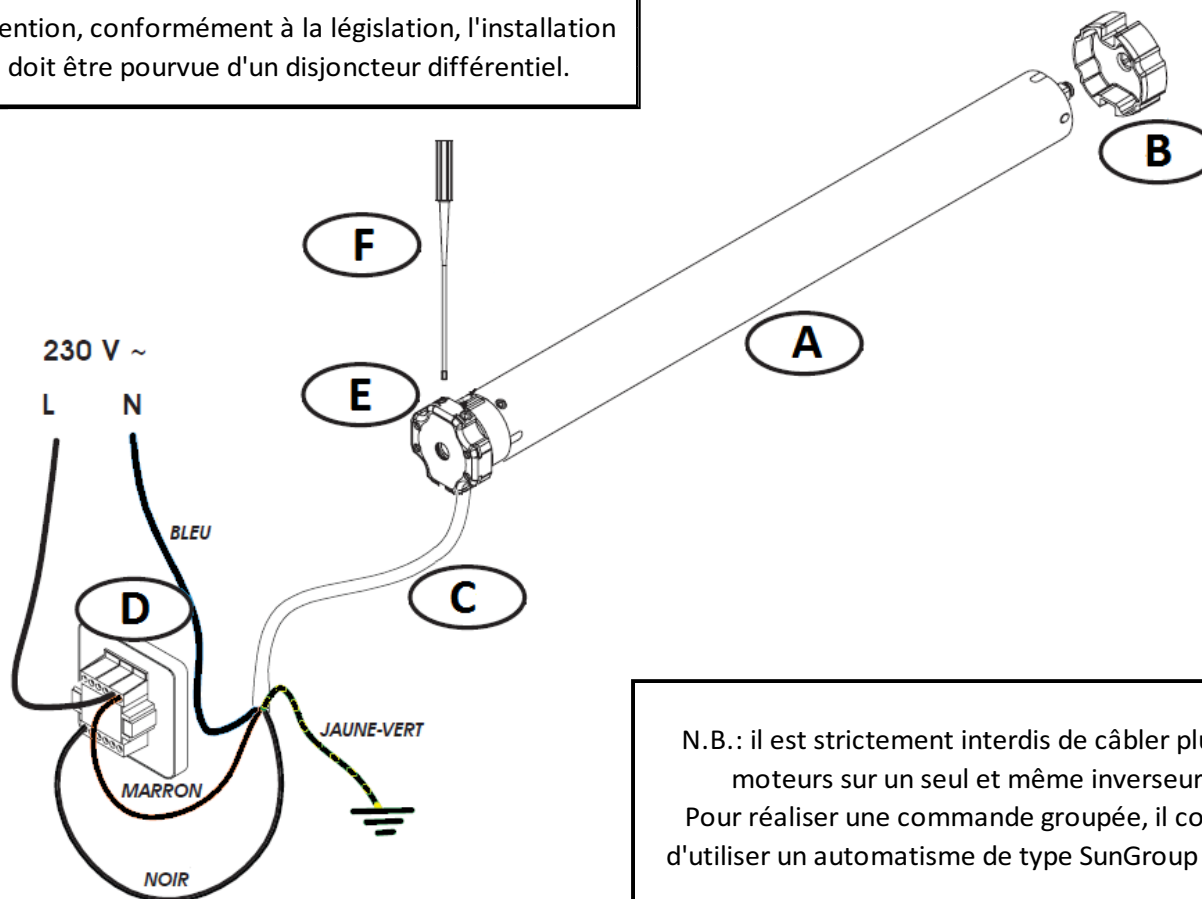 ention, conformément à la législation, l'installation
doit être pourvue d'un disjoncteur différentiel.
B
F
A
230 V ~
E
L N
BLEU
D
C
JAUNE-VERT
MARRON
NOIR
N.B.: il est strictement interdis de câbler plu
moteurs sur un seul et même inverseur
Pour réaliser une commande groupée, il co
d'utiliser un automatisme de type SunGroup